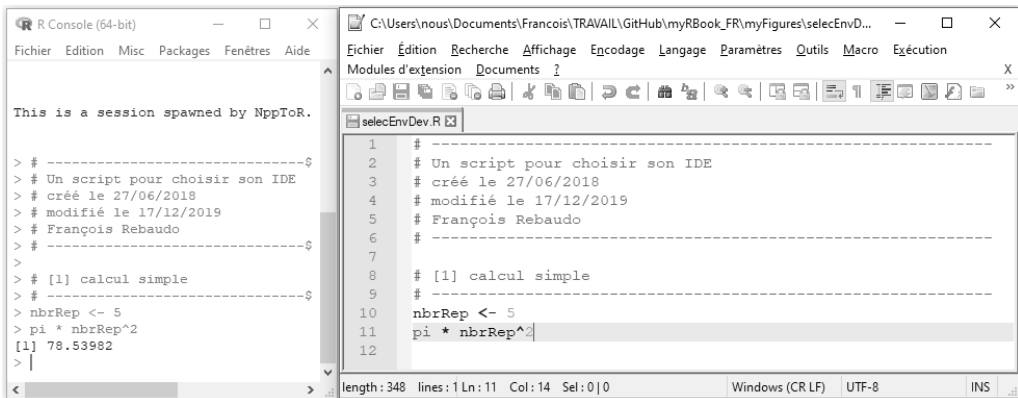 R Console (64-bit)
Fichier Edition Misc Packages Fenêtres Aide
This is a session spawned by NppToR.
> # --------------------------------$
> # Un script pour choisir son IDE
> # créé le 27/06/2018
> # modifié le 17/12/2019
> # François Rebaudo
> # --------------------------------$
>
> # [1] calcul simple
> # --------------------------------$
> nbrRep <- 5
> pi * nbrRep^2
[1] 78.53982
>
C:\Users\nous\Documents\Francois\TRAVAIL\GitHub\myRBook_FR\myFigures\selecEnvD...
Fichier Édition Recherche Affichage Encodage Langage Paramètres Outils Macro Exécution
Modules d'extension Documents ? X
selecEnvDev.R
1 # ------------------------------------------------------------
2 # Un script pour choisir son IDE
3 # créé le 27/06/2018
4 # modifié le 17/12/2019
5 # François Rebaudo
6 # ------------------------------------------------------------
7
8 # [1] calcul simple
9 # ------------------------------------------------------------
10 nbrRep <- 5
11 pi * nbrRep^2
12
length : 348 lines : 1 Ln : 11 Col : 14 Sel : 0 | 0 Windows (CR LF) UTF-8 INS